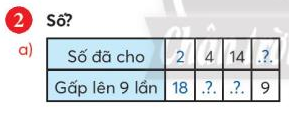 2 Số?
a)
Số đã cho 2 4 14 .?.
Gấp lên 9 lần 18 .?. .?. 9